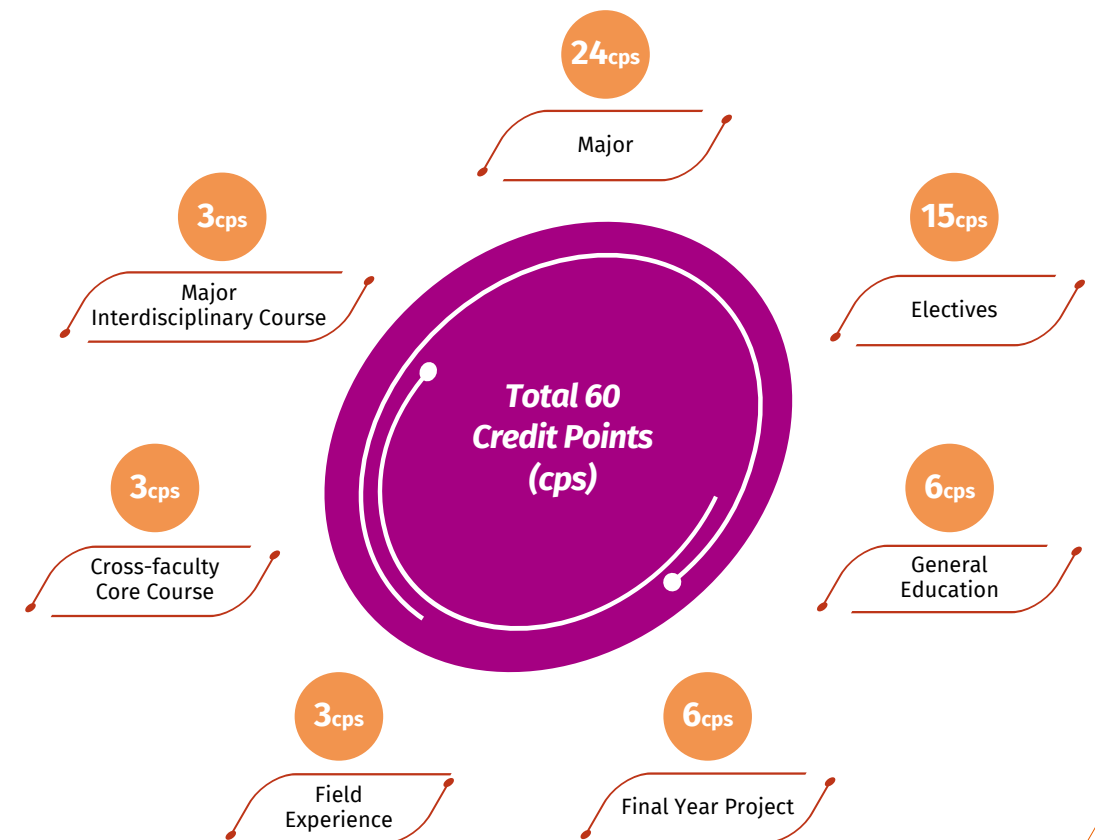 24cps
Major
3cps
Major
Interdisciplinary Course
15cps
Electives
Total 60
Credit Points
(cps)
3cps
Cross-faculty
Core Course
6cps
General
Education
3cps
Field
Experience
6cps
Final Year Project